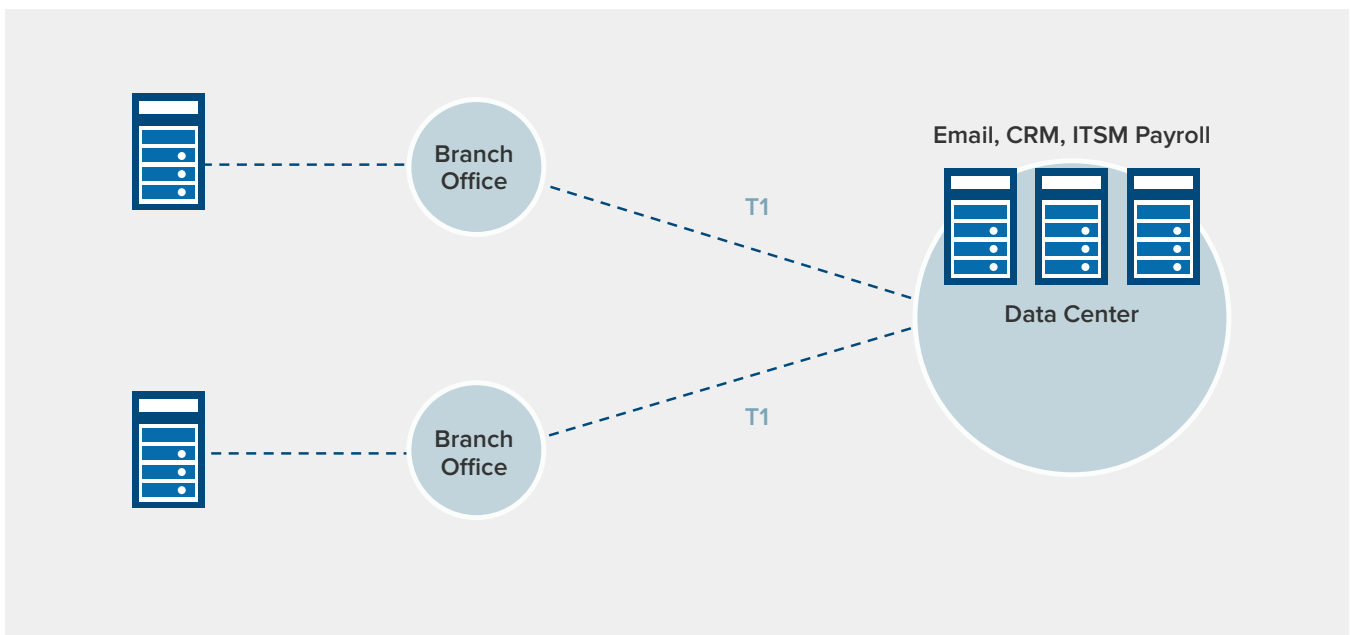 Email, CRM, ITSM Payroll
Branch
Office
T1
Data Center
T1
Branch
Office